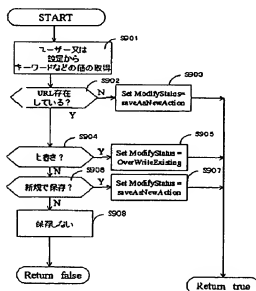 START
S901
ユーザー又は
設定から
キーワードなどの値の取得
S902
URL存在
している?
N
S903
Set ModifyStatus=
saveAsNewAction
Y
S904
上書き?
Y
S905
Set ModifyStatus=
OverWriteExisting
N
S906
新規で保存?
Y
S907
Set ModifyStatus=
saveAsNewAction
N
S908
保存しない
Return false
Return true